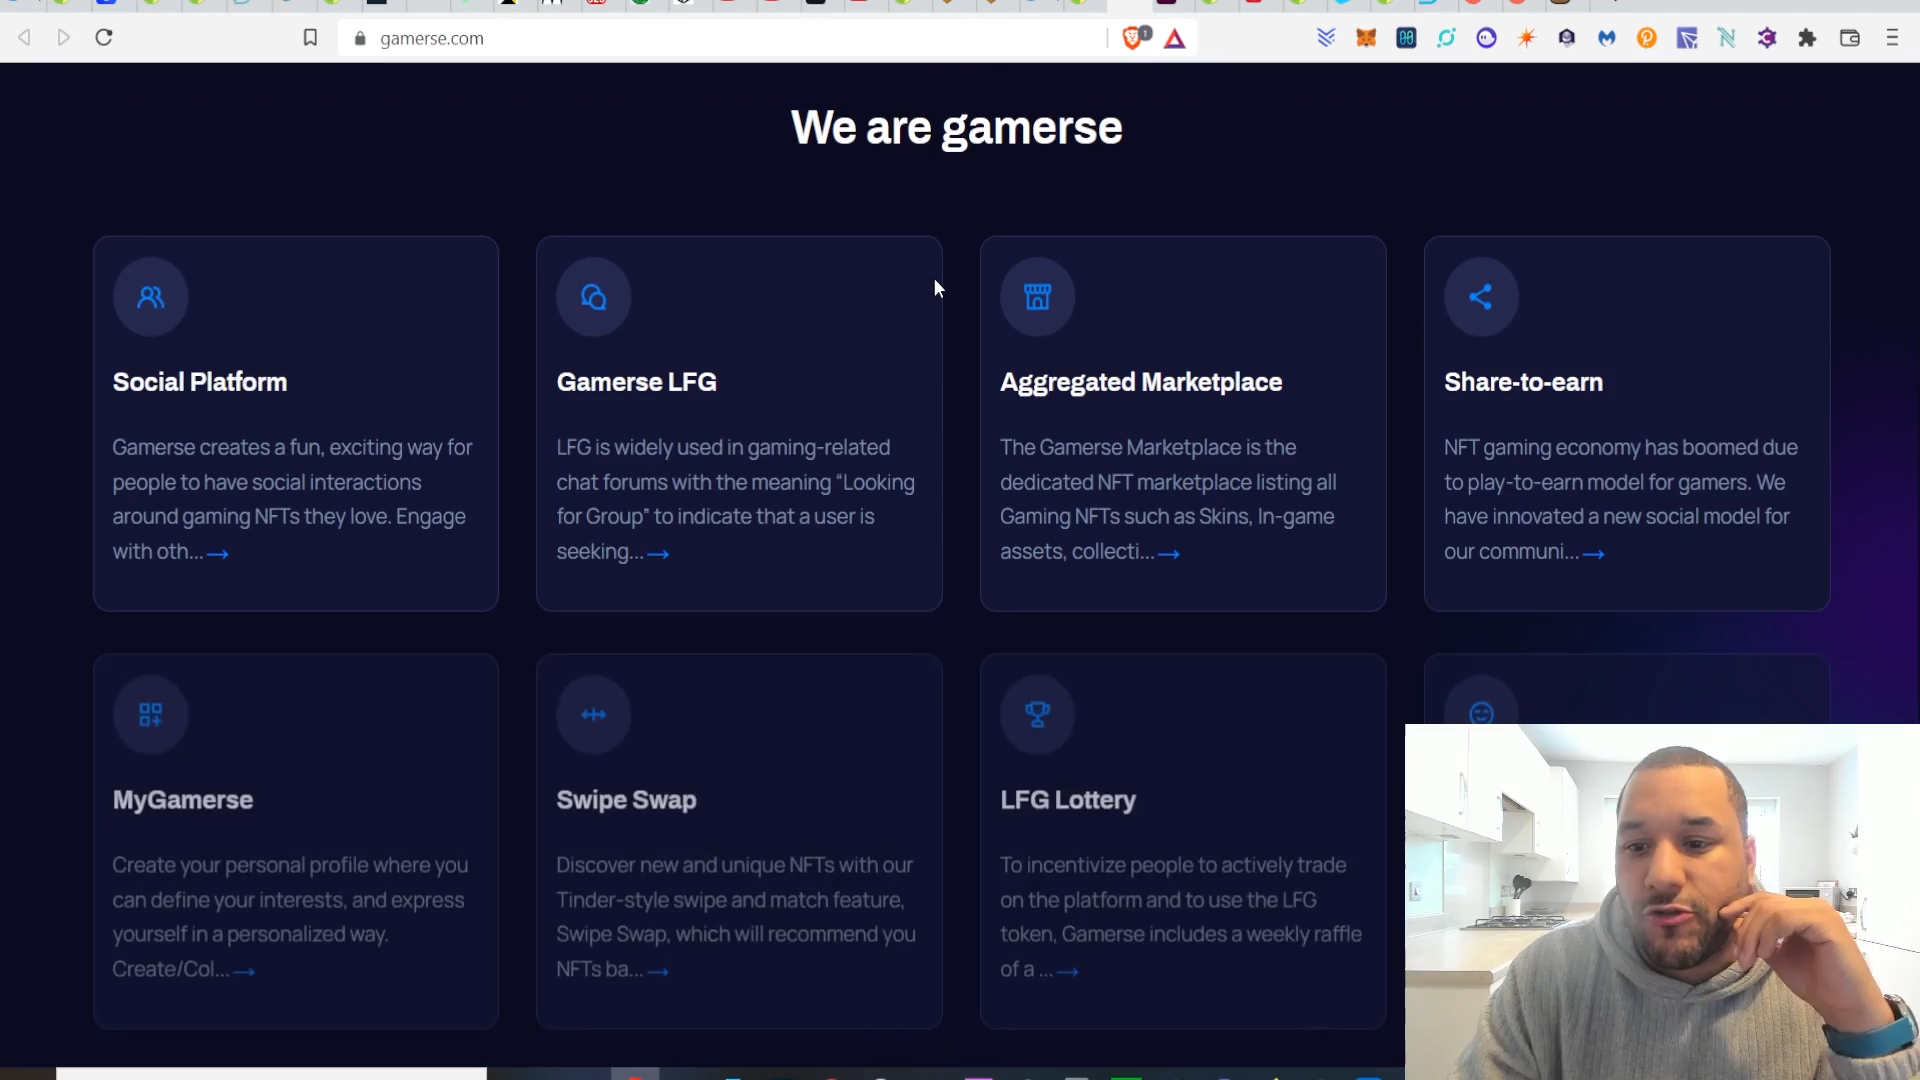 gamerse.com
1
We are gamerse
Social Platform
Gamerse creates a fun, exciting way for
people to have social interactions
around gaming NFTs they love. Engage
with oth...→
Gamerse LFG
LFG is widely used in gaming-related
chat forums with the meaning “Looking
for Group” to indicate that a user is
seeking...→
Aggregated Marketplace
The Gamerse Marketplace is the
dedicated NFT marketplace listing all
Gaming NFTs such as Skins, In-game
assets, collecti...→
Share-to-earn
NFT gaming economy has boomed due
to play-to-earn model for gamers. We
have innovated a new social model for
our communi...→
MyGamerse
Create your personal profile where you
can define your interests, and express
yourself in a personalized way.
Create/Col...→
Swipe Swap
Discover new and unique NFTs with our
Tinder-style swipe and match feature,
Swipe Swap, which will recommend you
NFTs ba...→
LFG Lottery
To incentivize people to actively trade
on the platform and to use the LFG
token, Gamerse includes a weekly raffle
of a ...→